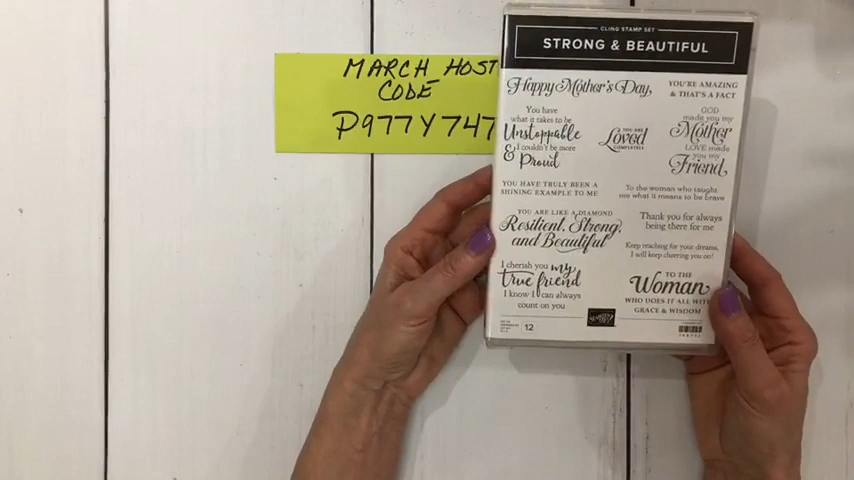 MARCH HOST
CODE
P977Y747
CLING STAMP SET
STRONG & BEAUTIFUL
Happy Mother's Day,
YOU'RE AMAZING
& THAT'S A FACT
You have
what it takes to be
Unstoppable
& I couldn't be more
Proud
YOU ARE
Loved
COMPLETELY
GOD
made you my
Mother
LOVE made
you my
Friend
YOU HAVE TRULY BEEN A
SHINING EXAMPLE TO ME
To the woman who taught
me what it means to be brave
YOU ARE LIKE A DIAMOND
Resilient, Strong,
and Beautiful
Thank you for always
being there for me
Keep reaching for your dreams,
I will keep cheering you on!
I cherish you my
true friend
I know I can always
count on you
TO THE
Woman
WHO DOES IT ALL WITH
GRACE & WISDOM
12
STAMPIN' UP!